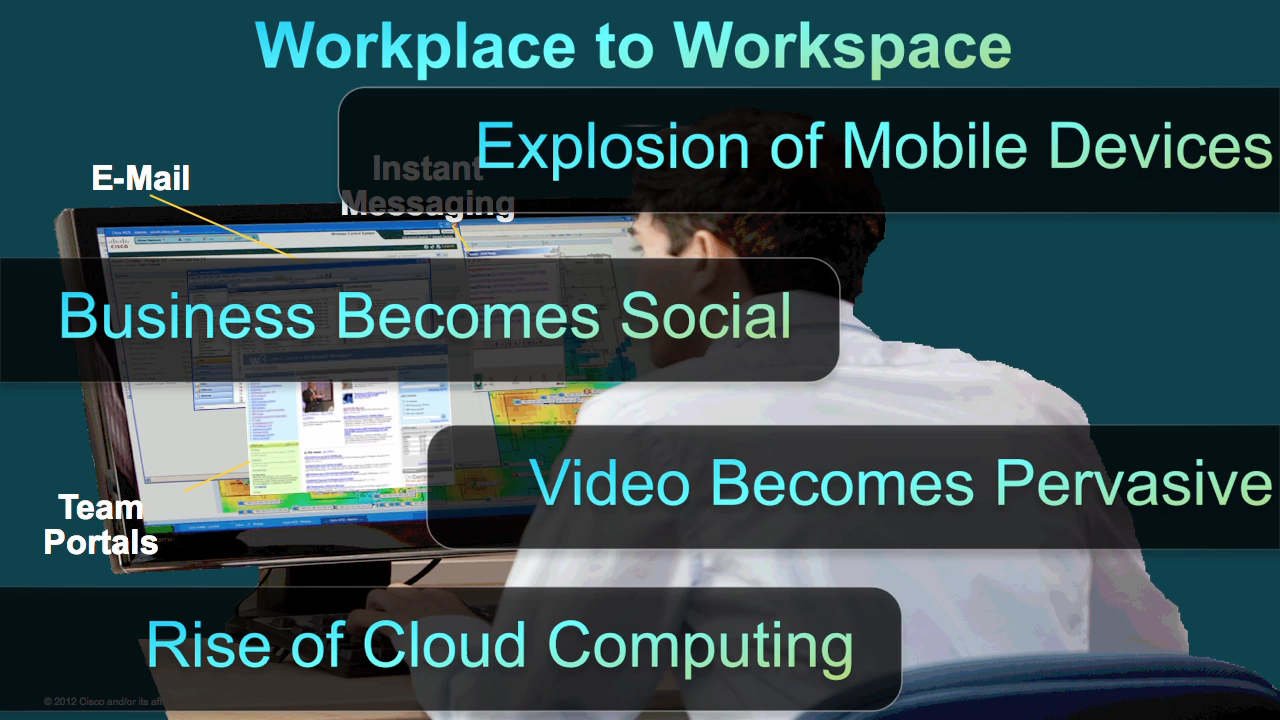 Workplace to Workspace
Explosion of Mobile Devices
E-Mail
Instant
Messaging
CISCO
Business Becomes Social
Video Becomes Pervasive
Team
Portals
Rise of Cloud Computing
© 2012 Cisco and/or its